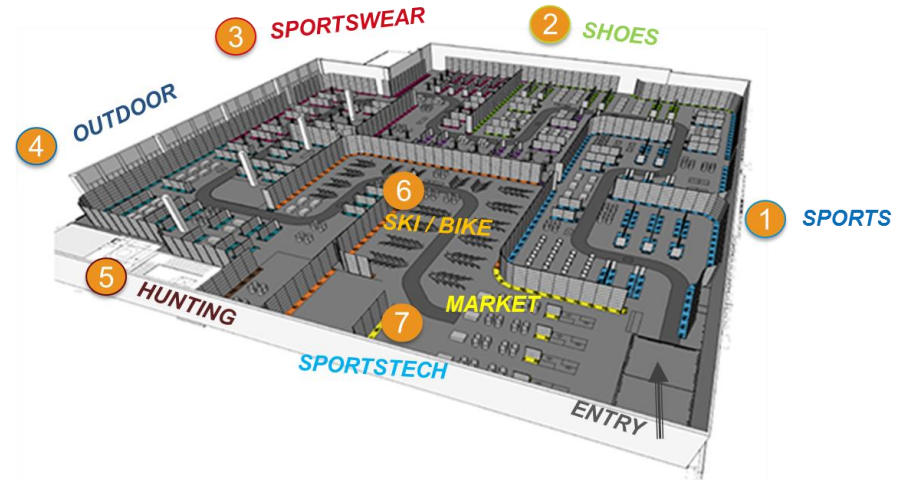 3 SPORTSWEAR
2 SHOES
4 OUTDOOR
6
SKI / BIKE
1 SPORTS
5 HUNTING
MARKET
7
SPORTSTECH
ENTRY